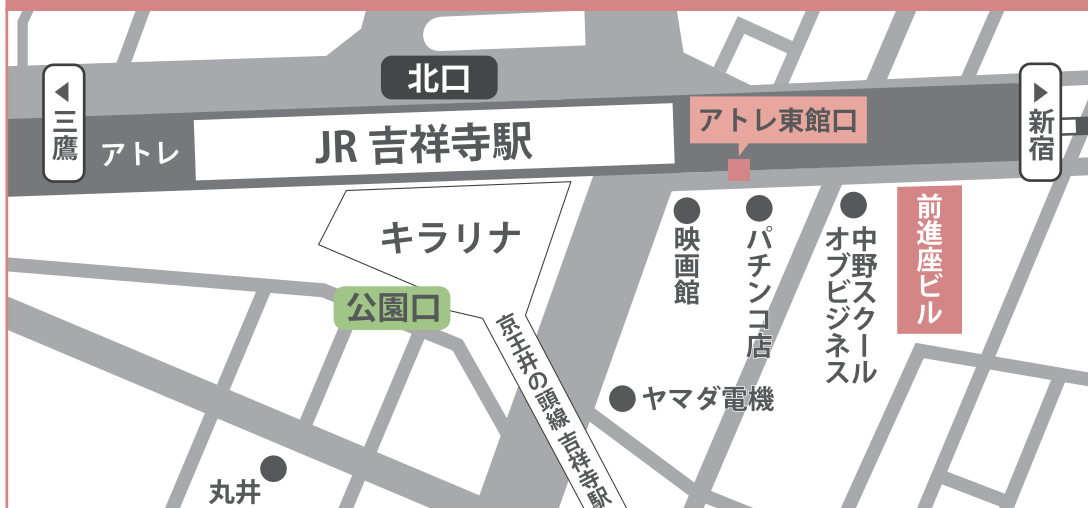 北口
三鷹
アトレ
JR 吉祥寺駅
アトレ東館口
新宿
キラリナ
公園口
京王井の頭線 吉祥寺駅
映画館
パチンコ店
中野スクール
オブビジネス
前進座ビル
ヤマダ電機
丸井